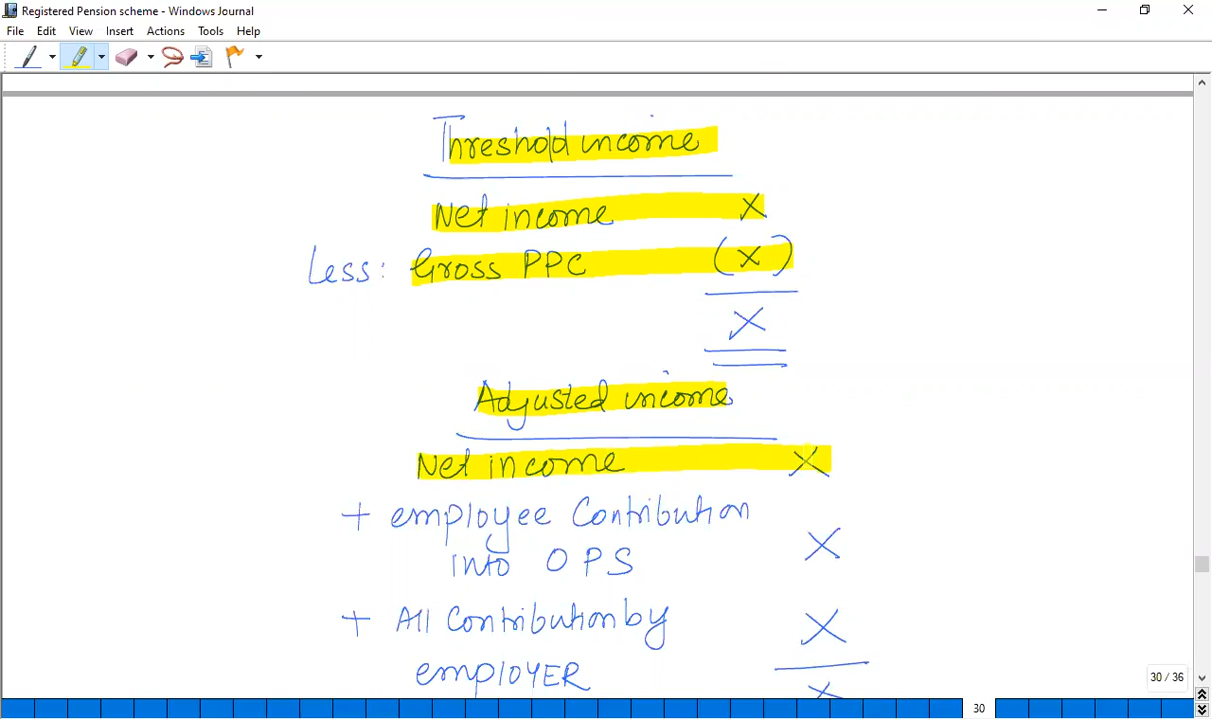 Registered Pension scheme - Windows Journal
File Edit View Insert Actions Tools Help
Threshold income
Net income X
Less: Gross PPC (X)
X
Adjusted income
Net income X
+ employee Contribution
into OPS X
+ All Contribution by
employER X
X
30 / 36
30